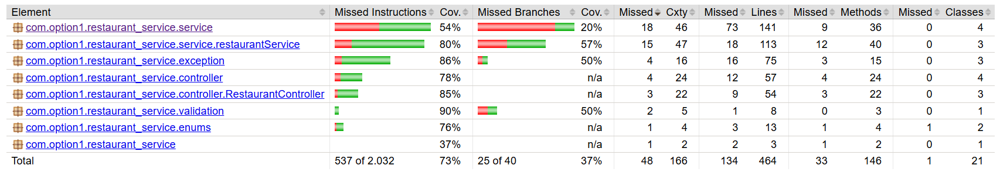 Element Missed Instructions Cov. Missed Branches Cov. Missed Cxty Missed Lines Missed Methods Missed Classes
com.option1.restaurant_service.service 54% 20% 18 46 73 141 9 36 0 4
com.option1.restaurant_service.service.restaurantService 80% 57% 15 47 18 113 12 40 0 3
com.option1.restaurant_service.exception 86% 50% 4 16 16 75 3 15 0 3
com.option1.restaurant_service.controller 78% n/a 4 24 12 57 4 24 0 4
com.option1.restaurant_service.controller.RestaurantController 85% n/a 3 22 9 54 3 22 0 3
com.option1.restaurant_service.validation 90% 50% 2 5 1 8 0 3 0 1
com.option1.restaurant_service.enums 76% n/a 1 4 3 13 1 4 1 2
com.option1.restaurant_service 37% n/a 1 2 2 3 1 2 0 1
Total 537 of 2.032 73% 25 of 40 37% 48 166 134 464 33 146 1 21